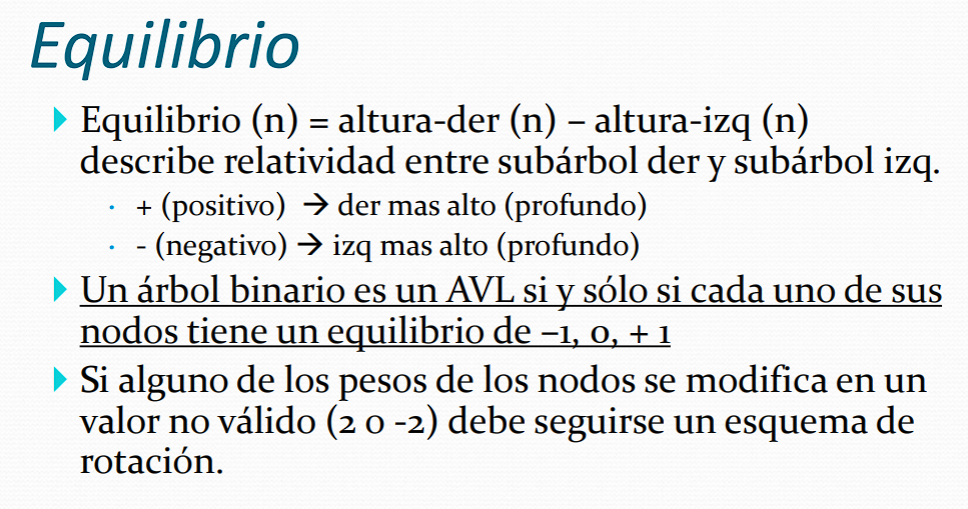 Equilibrio
Equilibrio (n) = altura-der (n) – altura-izq (n)
describe relatividad entre subárbol der y subárbol izq.
· + (positivo) → der mas alto (profundo)
· - (negativo) → izq mas alto (profundo)
Un árbol binario es un AVL si y sólo si cada uno de sus
nodos tiene un equilibrio de –1, 0, + 1
Si alguno de los pesos de los nodos se modifica en un
valor no válido (2 o -2) debe seguirse un esquema de
rotación.